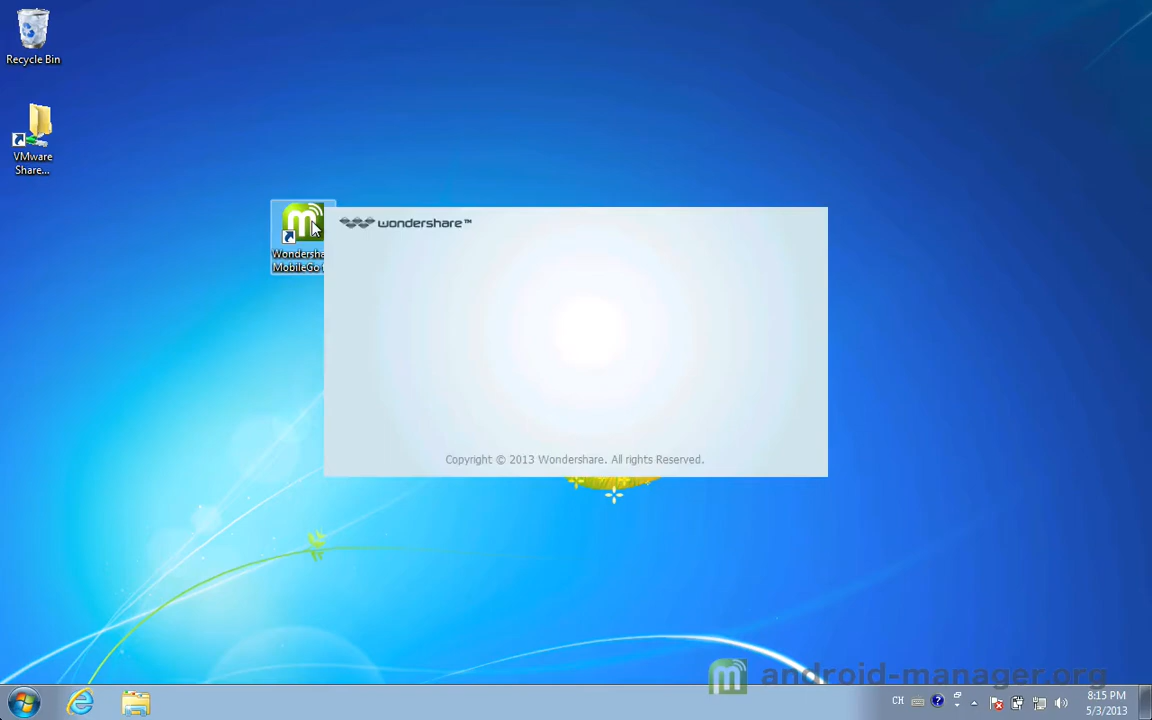 Recycle Bin
VMware
Share...
Wondersha
MobileGo
wondershare™
Copyright © 2013 Wondershare. All rights Reserved.
android-manager.org
CH
8:15 PM
5/3/2013